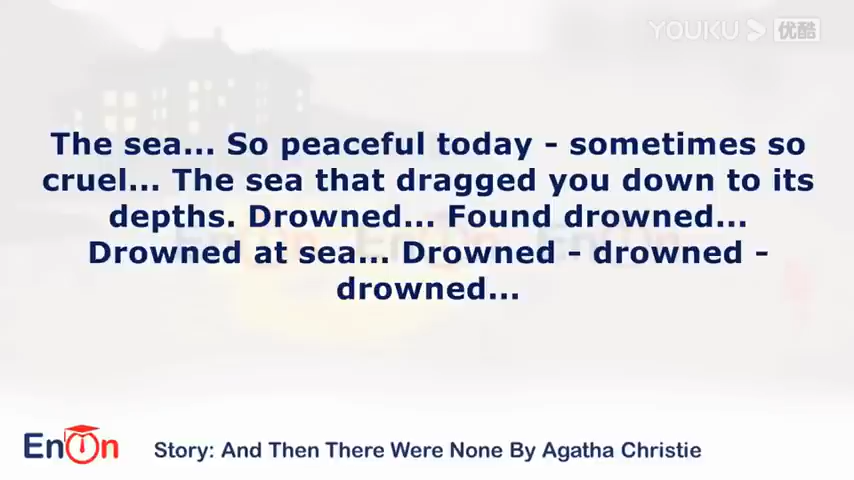 YOUKU 优酷
The sea... So peaceful today - sometimes so
cruel... The sea that dragged you down to its
depths. Drowned... Found drowned...
Drowned at sea... Drowned - drowned -
drowned...
EnOn
Story: And Then There Were None By Agatha Christie